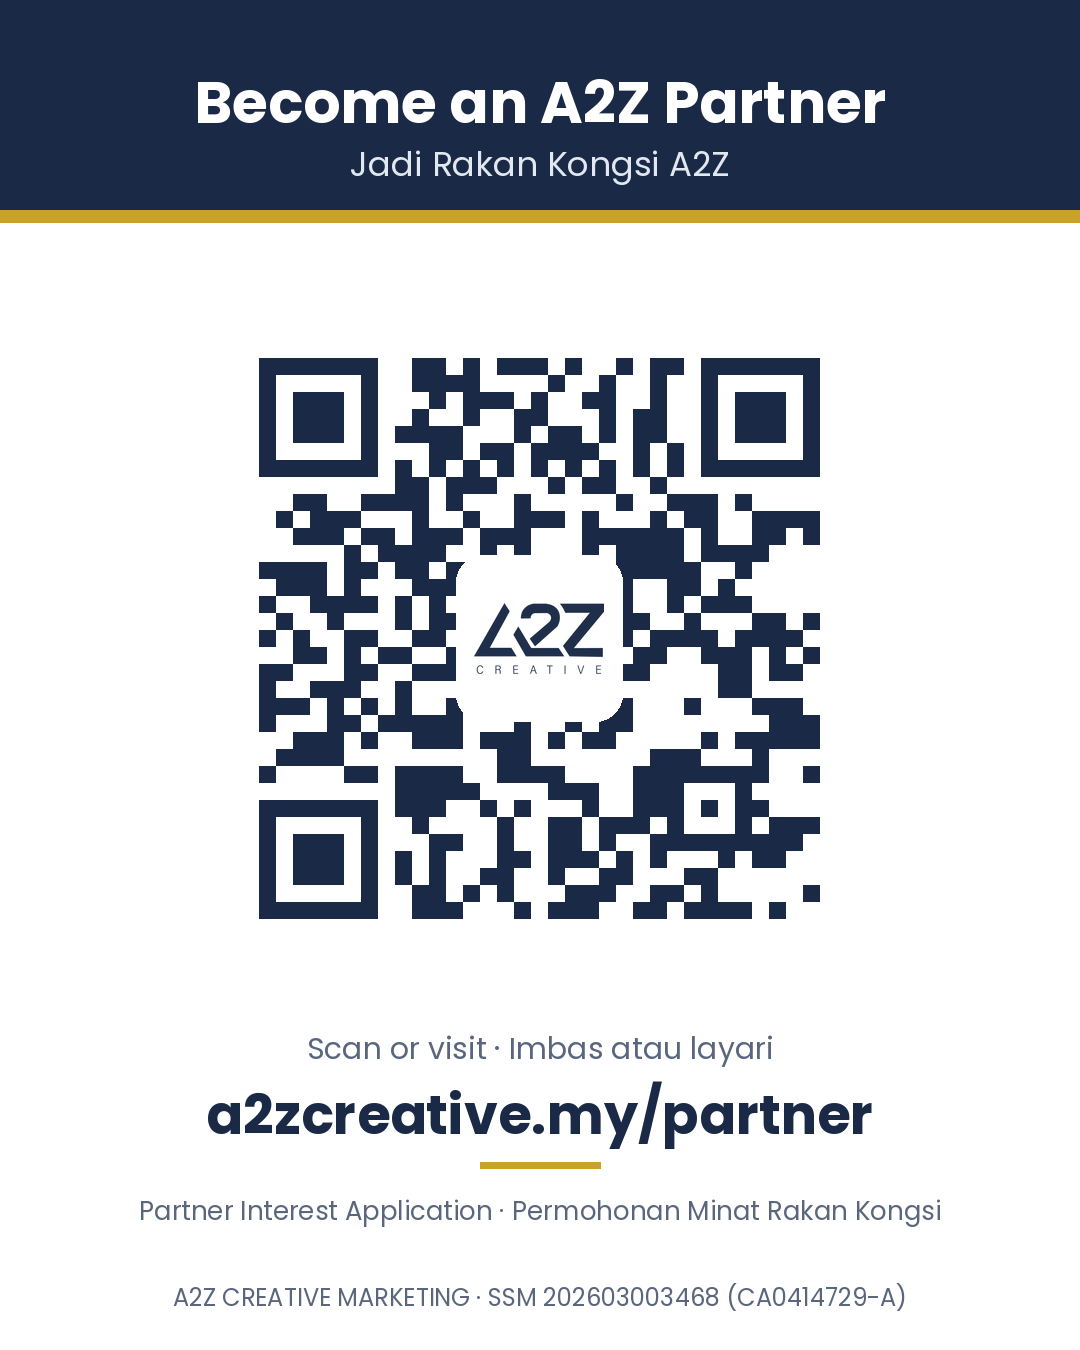 Become an A2Z Partner
Jadi Rakan Kongsi A2Z
A2Z
CREATIVE
Scan or visit · Imbas atau layari
a2zcreative.my/partner
Partner Interest Application · Permohonan Minat Rakan Kongsi
A2Z CREATIVE MARKETING · SSM 202603003468 (CA0414729-A)